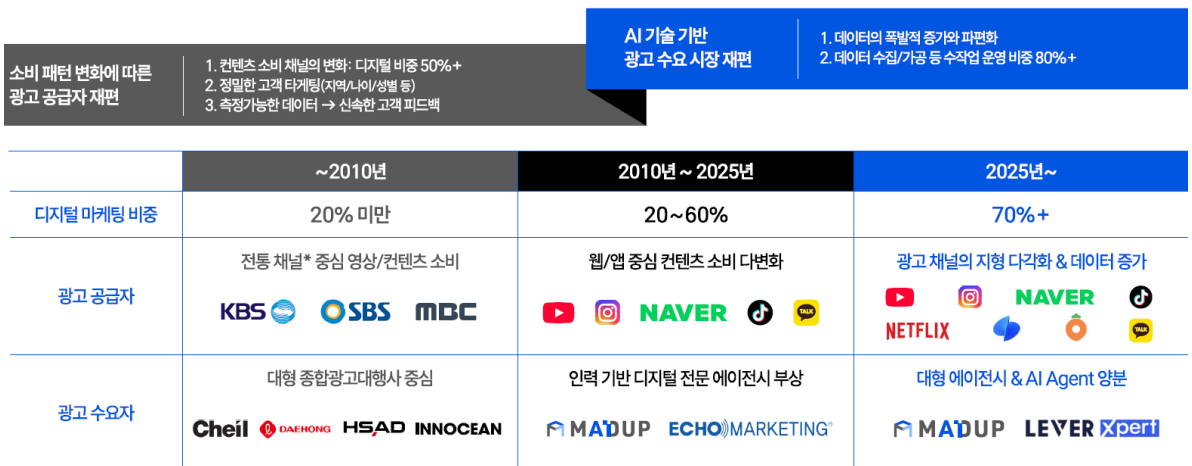 AI 기술 기반
광고 수요 시장 재편
1. 데이터의 폭발적 증가와 파편화
2. 데이터 수집/가공 등 수작업 운영 비중 80%+
소비 패턴 변화에 따른
광고 공급자 재편
1. 컨텐츠 소비 채널의 변화: 디지털 비중 50%+
2. 정밀한 고객 타게팅(지역/나이/성별 등)
3. 측정가능한 데이터 → 신속한 고객 피드백
~2010년
2010년 ~ 2025년
2025년~
디지털 마케팅 비중
20% 미만
20~60%
70%+
광고 공급자
전통 채널* 중심 영상/컨텐츠 소비
KBS SBS MBC
웹/앱 중심 컨텐츠 소비 다변화
NAVER TALK
광고 채널의 지형 다각화 & 데이터 증가
NAVER
NETFLIX TALK
광고 수요자
대형 종합광고대행사 중심
Cheil DAEHONG HSAD INNOCEAN
인력 기반 디지털 전문 에이전시 부상
MADUP ECHO MARKETING
대형 에이전시 & AI Agent 양분
MADUP LEVER Xpert